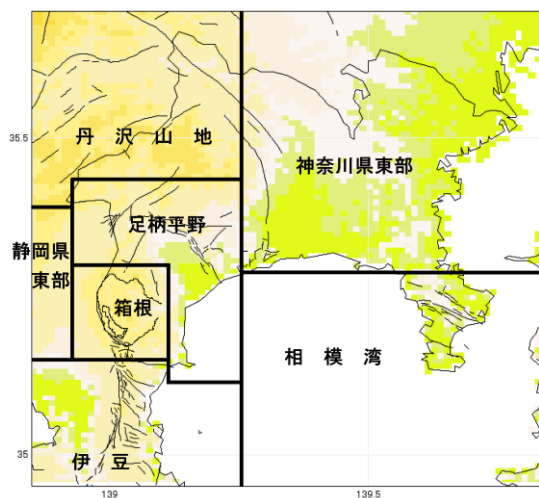 35.5
丹沢山地
神奈川県東部
足柄平野
静岡県
東部
箱根
相模湾
35
伊豆
139
139.5